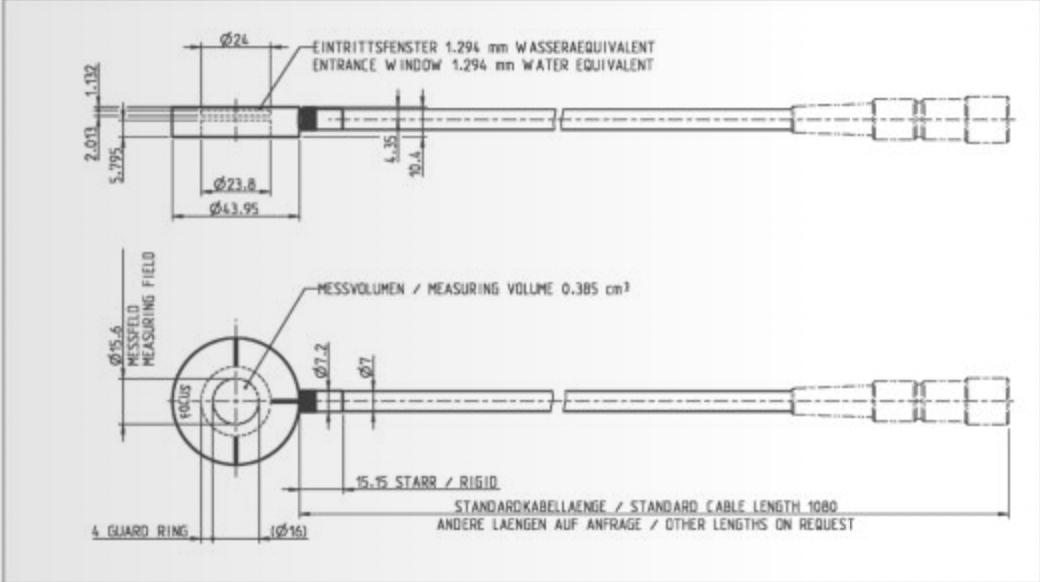 Ø24
EINTRITTSFENSTER 1.294 mm WASSERAEQUIVALENT
ENTRANCE WINDOW 1.294 mm WATER EQUIVALENT
1.132
2.013
5.795
4.35
10.4
Ø23.8
Ø43.95
MESSFELD
MEASURING FIELD
Ø15.6
MESSVOLUMEN / MEASURING VOLUME 0.385 cm³
FOCUS
Ø7.2
Ø7
15.15 STARR / RIGID
STANDARDKABELLAENGE / STANDARD CABLE LENGTH 1080
ANDERE LAENGEN AUF ANFRAGE / OTHER LENGTHS ON REQUEST
4 GUARD RING
(Ø16)